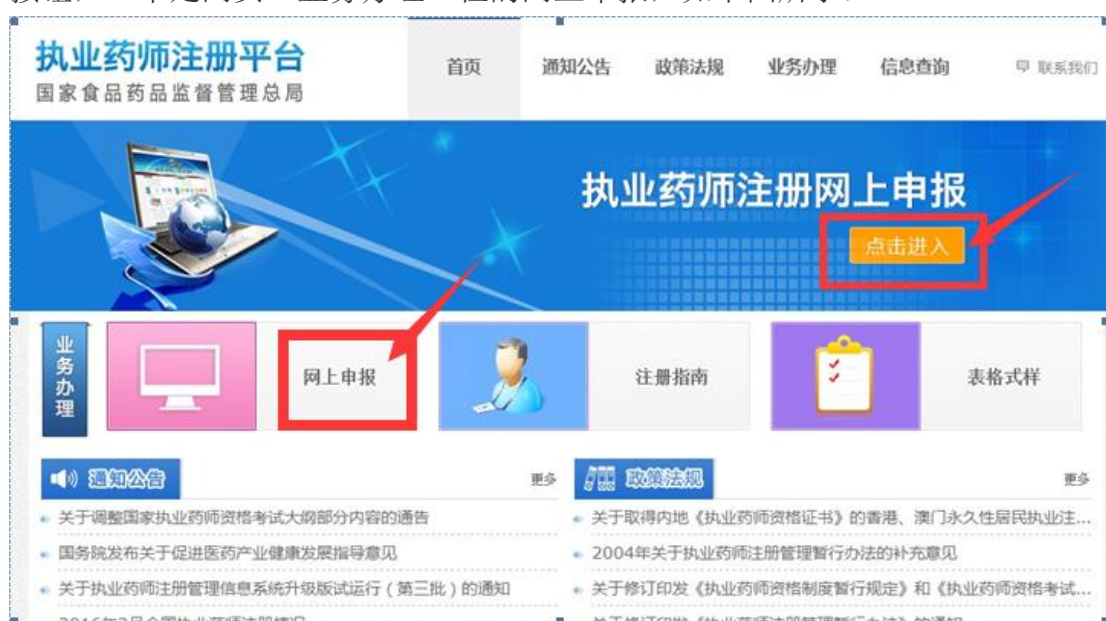 执业药师注册平台
国家食品药品监督管理总局
首页 通知公告 政策法规 业务办理 信息查询 联系我们
执业药师注册网上申报
点击进入
业务办理
网上申报 注册指南 表格式样
通知公告 更多
关于调整国家执业药师资格考试大纲部分内容的通告
国务院发布关于促进医药产业健康发展指导意见
关于执业药师注册管理信息系统升级版试运行(第三批)的通知
政策法规 更多
关于取得内地《执业药师资格证书》的香港、澳门永久性居民执业注...
2004年关于执业药师注册管理暂行办法的补充意见
关于修订印发《执业药师资格制度暂行规定》和《执业药师资格考试...